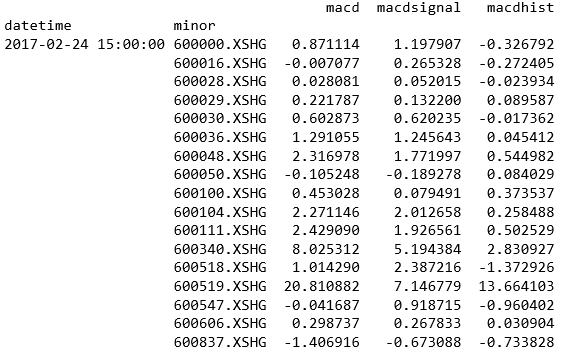 macd macdsignal macdhist
datetime minor
2017-02-24 15:00:00 600000.XSHG 0.871114 1.197907 -0.326792
600016.XSHG -0.007077 0.265328 -0.272405
600028.XSHG 0.028081 0.052015 -0.023934
600029.XSHG 0.221787 0.132200 0.089587
600030.XSHG 0.602873 0.620235 -0.017362
600036.XSHG 1.291055 1.245643 0.045412
600048.XSHG 2.316978 1.771997 0.544982
600050.XSHG -0.105248 -0.189278 0.084029
600100.XSHG 0.453028 0.079491 0.373537
600104.XSHG 2.271146 2.012658 0.258488
600111.XSHG 2.429090 1.926561 0.502529
600340.XSHG 8.025312 5.194384 2.830927
600518.XSHG 1.014290 2.387216 -1.372926
600519.XSHG 20.810882 7.146779 13.664103
600547.XSHG -0.041687 0.918715 -0.960402
600606.XSHG 0.298737 0.267833 0.030904
600837.XSHG -1.406916 -0.673088 -0.733828